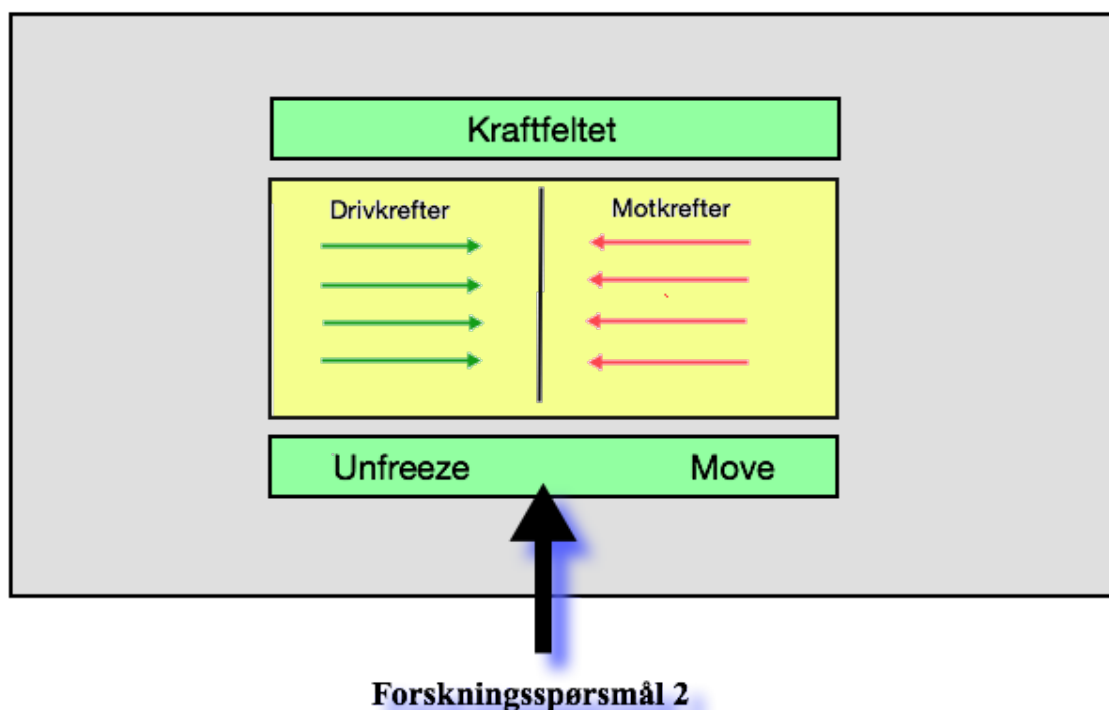 Kraftfeltet
Drivkrefter Motkrefter
Unfreeze Move
Forskningsspørsmål 2